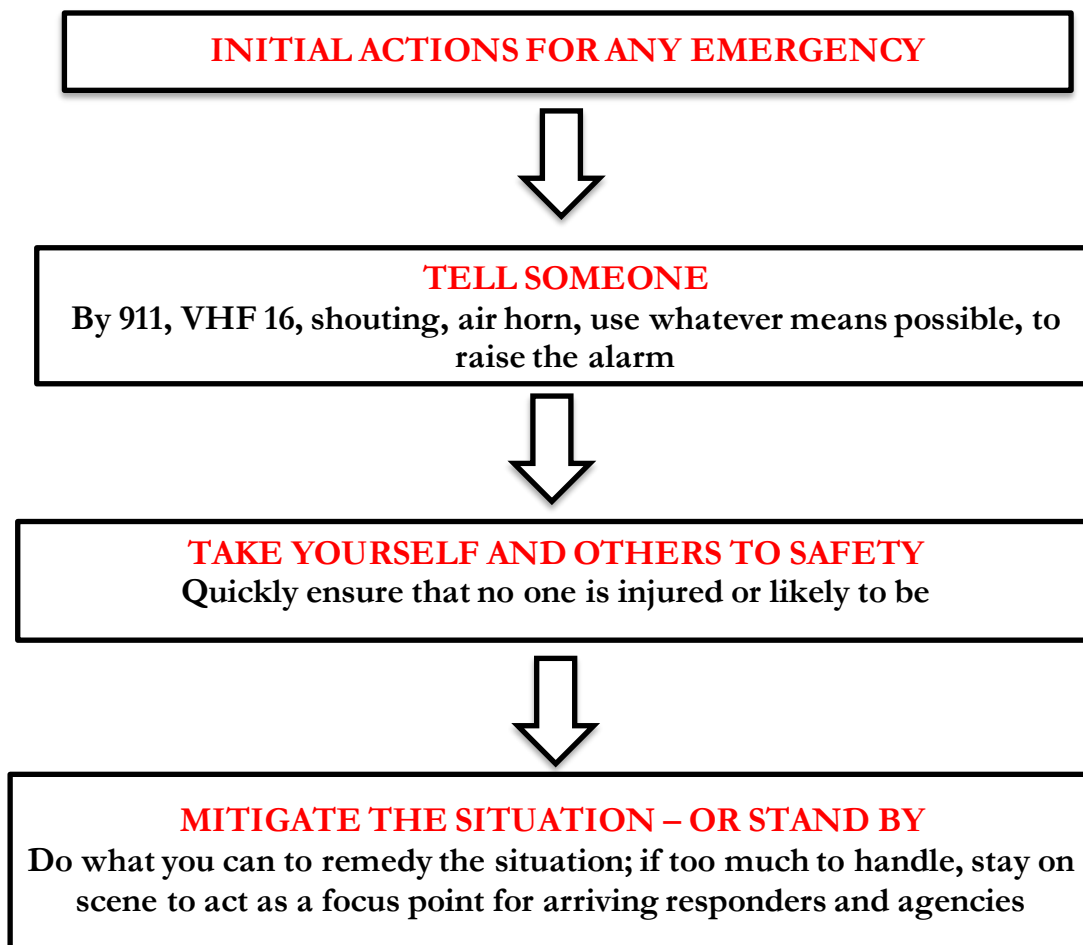 INITIAL ACTIONS FOR ANY EMERGENCY
TELL SOMEONE
By 911, VHF 16, shouting, air horn, use whatever means possible, to
raise the alarm
TAKE YOURSELF AND OTHERS TO SAFETY
Quickly ensure that no one is injured or likely to be
MITIGATE THE SITUATION – OR STAND BY
Do what you can to remedy the situation; if too much to handle, stay on
scene to act as a focus point for arriving responders and agencies